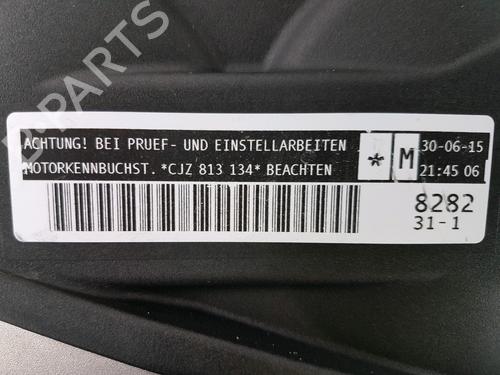 B-PARTS
ACHTUNG! BEI PRUEF- UND EINSTELLARBEITEN
MOTORKENNBUCHST. *CJZ 813 134* BEACHTEN
* M
30-06-15
21:45 06
8282
31-1